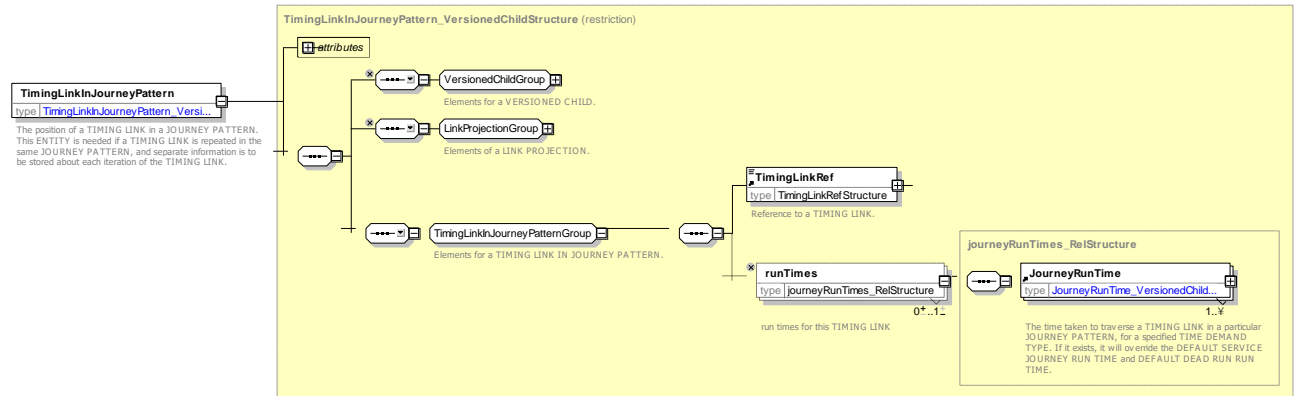 TimingLinkInJourneyPattern_VersionedChildStructure (restriction)
attributes
TimingLinkInJourneyPattern
type TimingLinkInJourneyPattern_Versi...
The position of a TIMING LINK in a JOURNEY PATTERN.
This ENTITY is needed if a TIMING LINK is repeated in the
same JOURNEY PATTERN, and separate information is to
be stored about each iteration of the TIMING LINK.
VersionedChildGroup
Elements for a VERSIONED CHILD.
LinkProjectionGroup
Elements of a LINK PROJECTION.
TimingLinkInJourneyPatternGroup
Elements for a TIMING LINK IN JOURNEY PATTERN.
TimingLinkRef
type TimingLinkRefStructure
Reference to a TIMING LINK.
runTimes
type journeyRunTimes_RelStructure
0..1
run times for this TIMING LINK
journeyRunTimes_RelStructure
JourneyRunTime
type JourneyRunTime_VersionedChild...
1..¥
The time taken to traverse a TIMING LINK in a particular
JOURNEY PATTERN, for a specified TIME DEMAND
TYPE. If it exists, it will override the DEFAULT SERVICE
JOURNEY RUN TIME and DEFAULT DEAD RUN RUN
TIME.